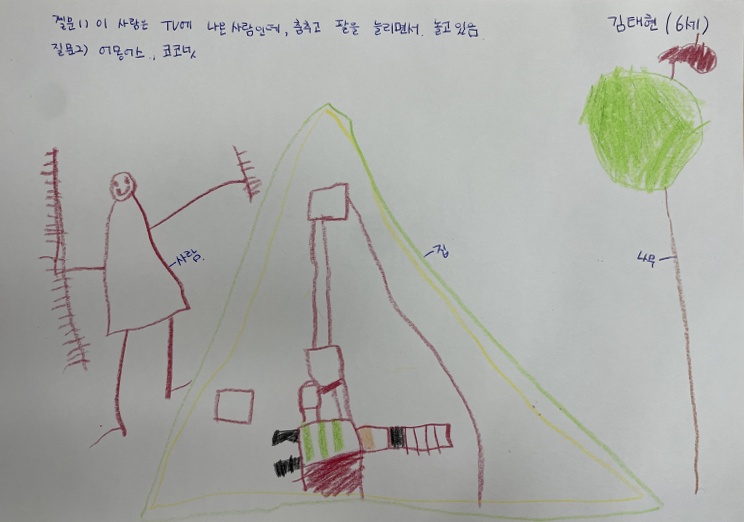 질문1) 이 사람은 TV에 나온 사람인데, 춤추고 팔을 늘리면서 놀고있음
김태현 (6세)
질문2) 어몽어스, 코코넛
사람
집
나무